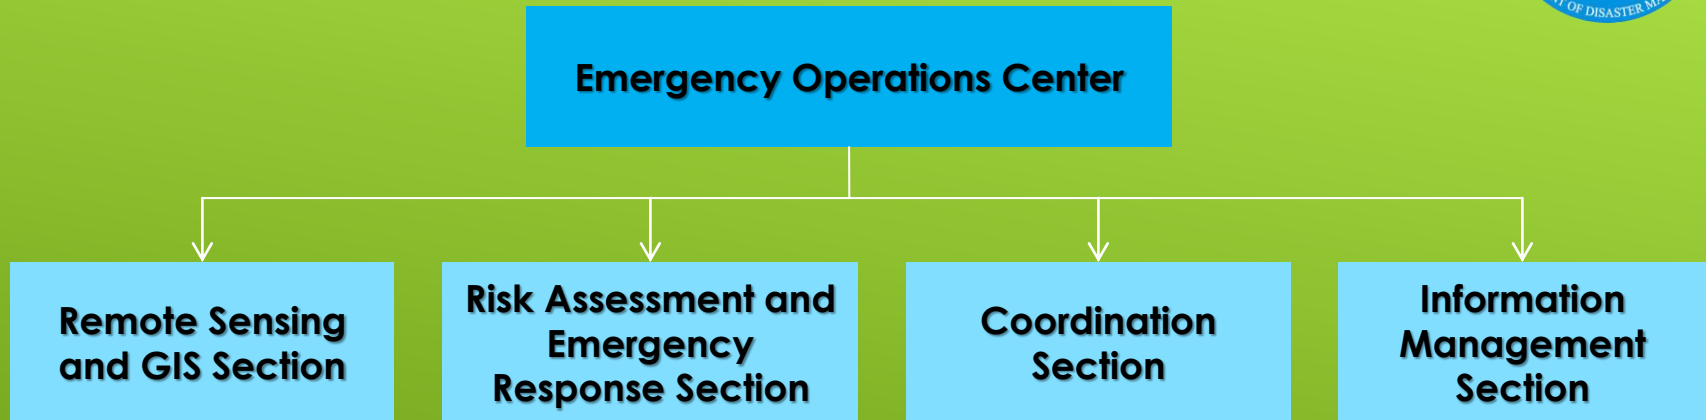 OF DISASTER
Emergency Operations Center
Remote Sensing
and GIS Section
Risk Assessment and
Emergency
Response Section
Coordination
Section
Information
Management
Section